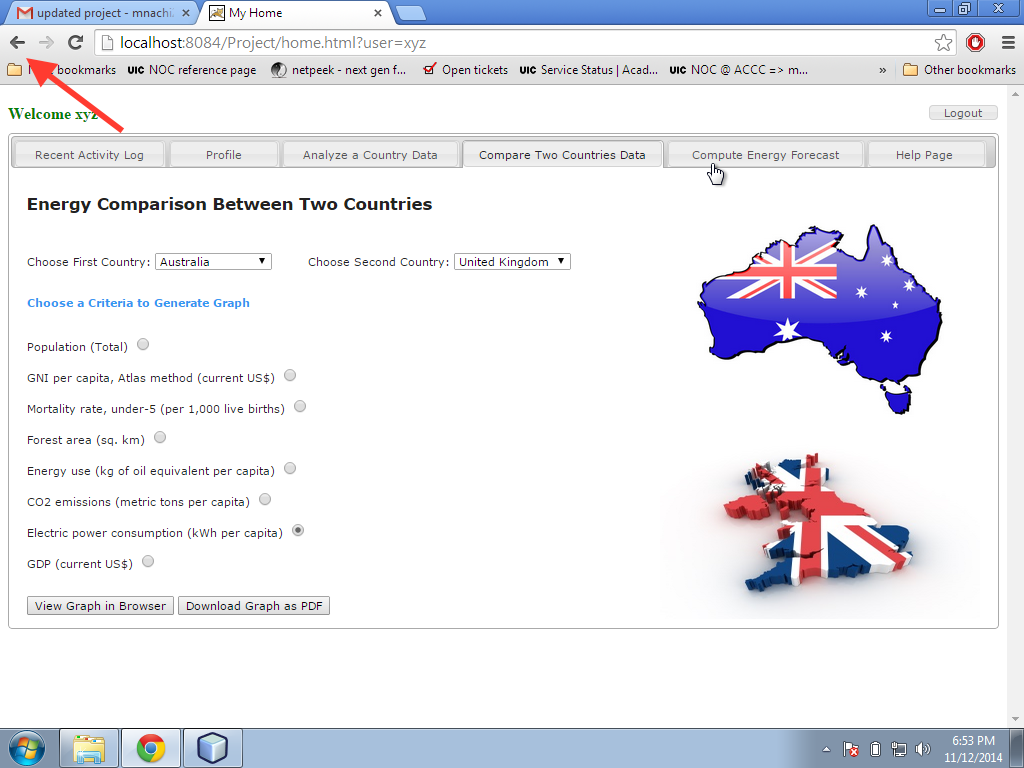 updated project - mnachi
My Home
localhost:8084/Project/home.html?user=xyz
bookmarks
UIC NOC reference page
netpeek - next gen f...
Open tickets
UIC Service Status | Acad...
UIC NOC @ ACCC => m...
»
Other bookmarks
Welcome xyz
Logout
Recent Activity Log
Profile
Analyze a Country Data
Compare Two Countries Data
Compute Energy Forecast
Help Page
Energy Comparison Between Two Countries
Choose First Country: Australia
Choose Second Country: United Kingdom
Choose a Criteria to Generate Graph
Population (Total)
GNI per capita, Atlas method (current US$)
Mortality rate, under-5 (per 1,000 live births)
Forest area (sq. km)
Energy use (kg of oil equivalent per capita)
CO2 emissions (metric tons per capita)
Electric power consumption (kWh per capita)
GDP (current US$)
View Graph in Browser
Download Graph as PDF
6:53 PM
11/12/2014